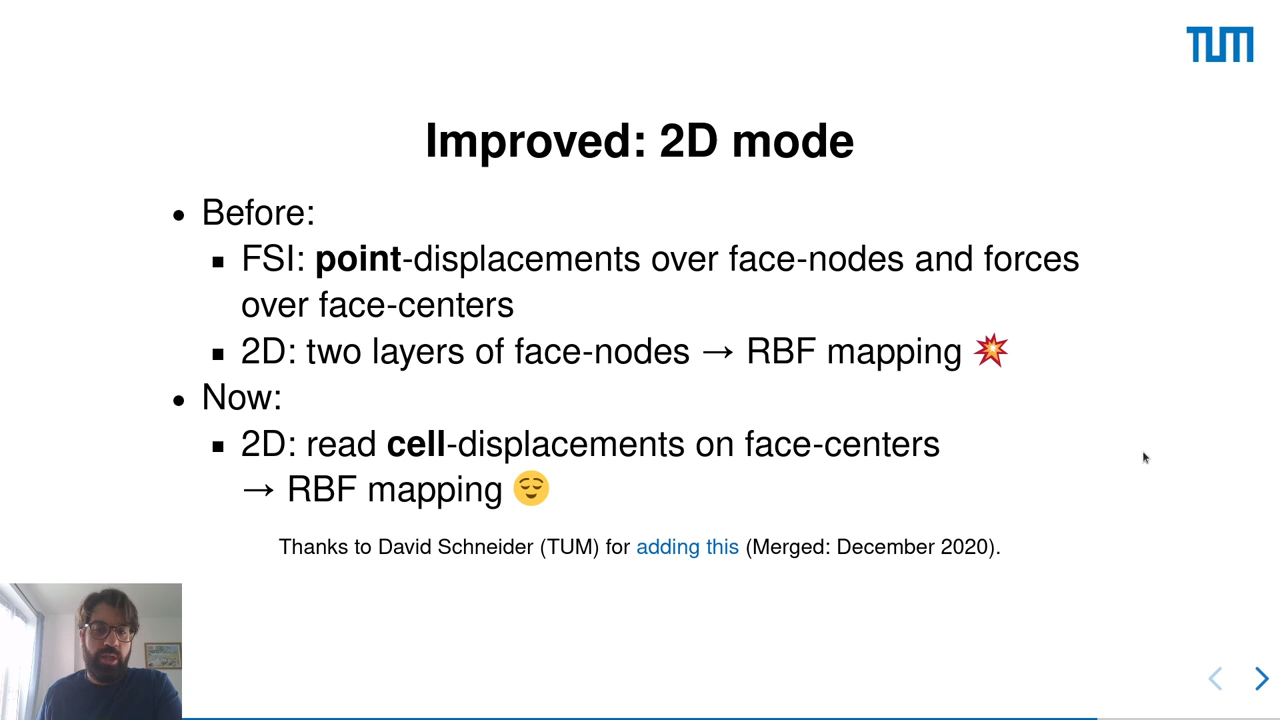 TUM
Improved: 2D mode
• Before:
▪ FSI: point-displacements over face-nodes and forces
over face-centers
▪ 2D: two layers of face-nodes → RBF mapping 💥
• Now:
▪ 2D: read cell-displacements on face-centers
→ RBF mapping 😌
Thanks to David Schneider (TUM) for adding this (Merged: December 2020).